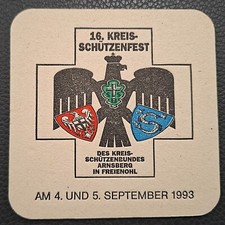 16. KREIS-
SCHÜTZENFEST
DES KREIS-
SCHÜTZENBUNDES
ARNSBERG
IN FREIENOHL
AM 4. UND 5. SEPTEMBER 1993